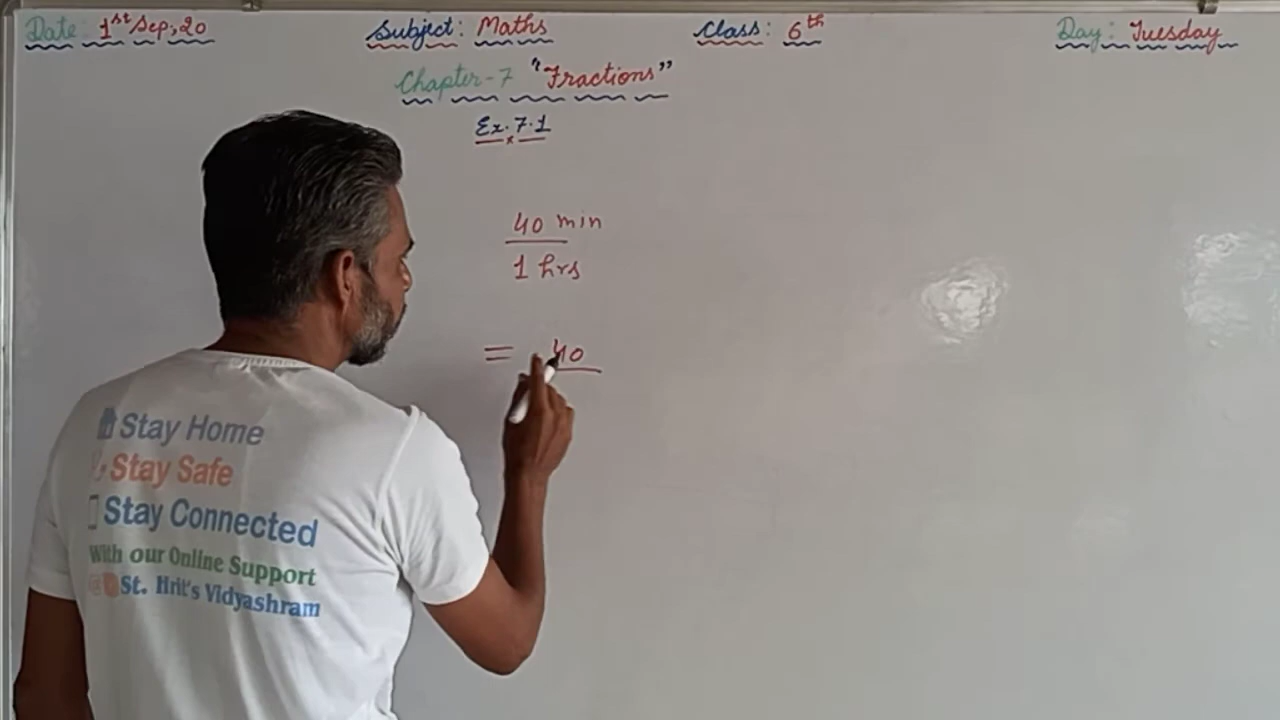 Date: 1st Sep, 20 Subject: Maths Class: 6th Day: Tuesday
Chapter-7 "Fractions"
Ex. 7.1
40 min
1 hrs
= 40
Stay Home
Stay Safe
Stay Connected
With our Online Support
St. Hrit's Vidyashram